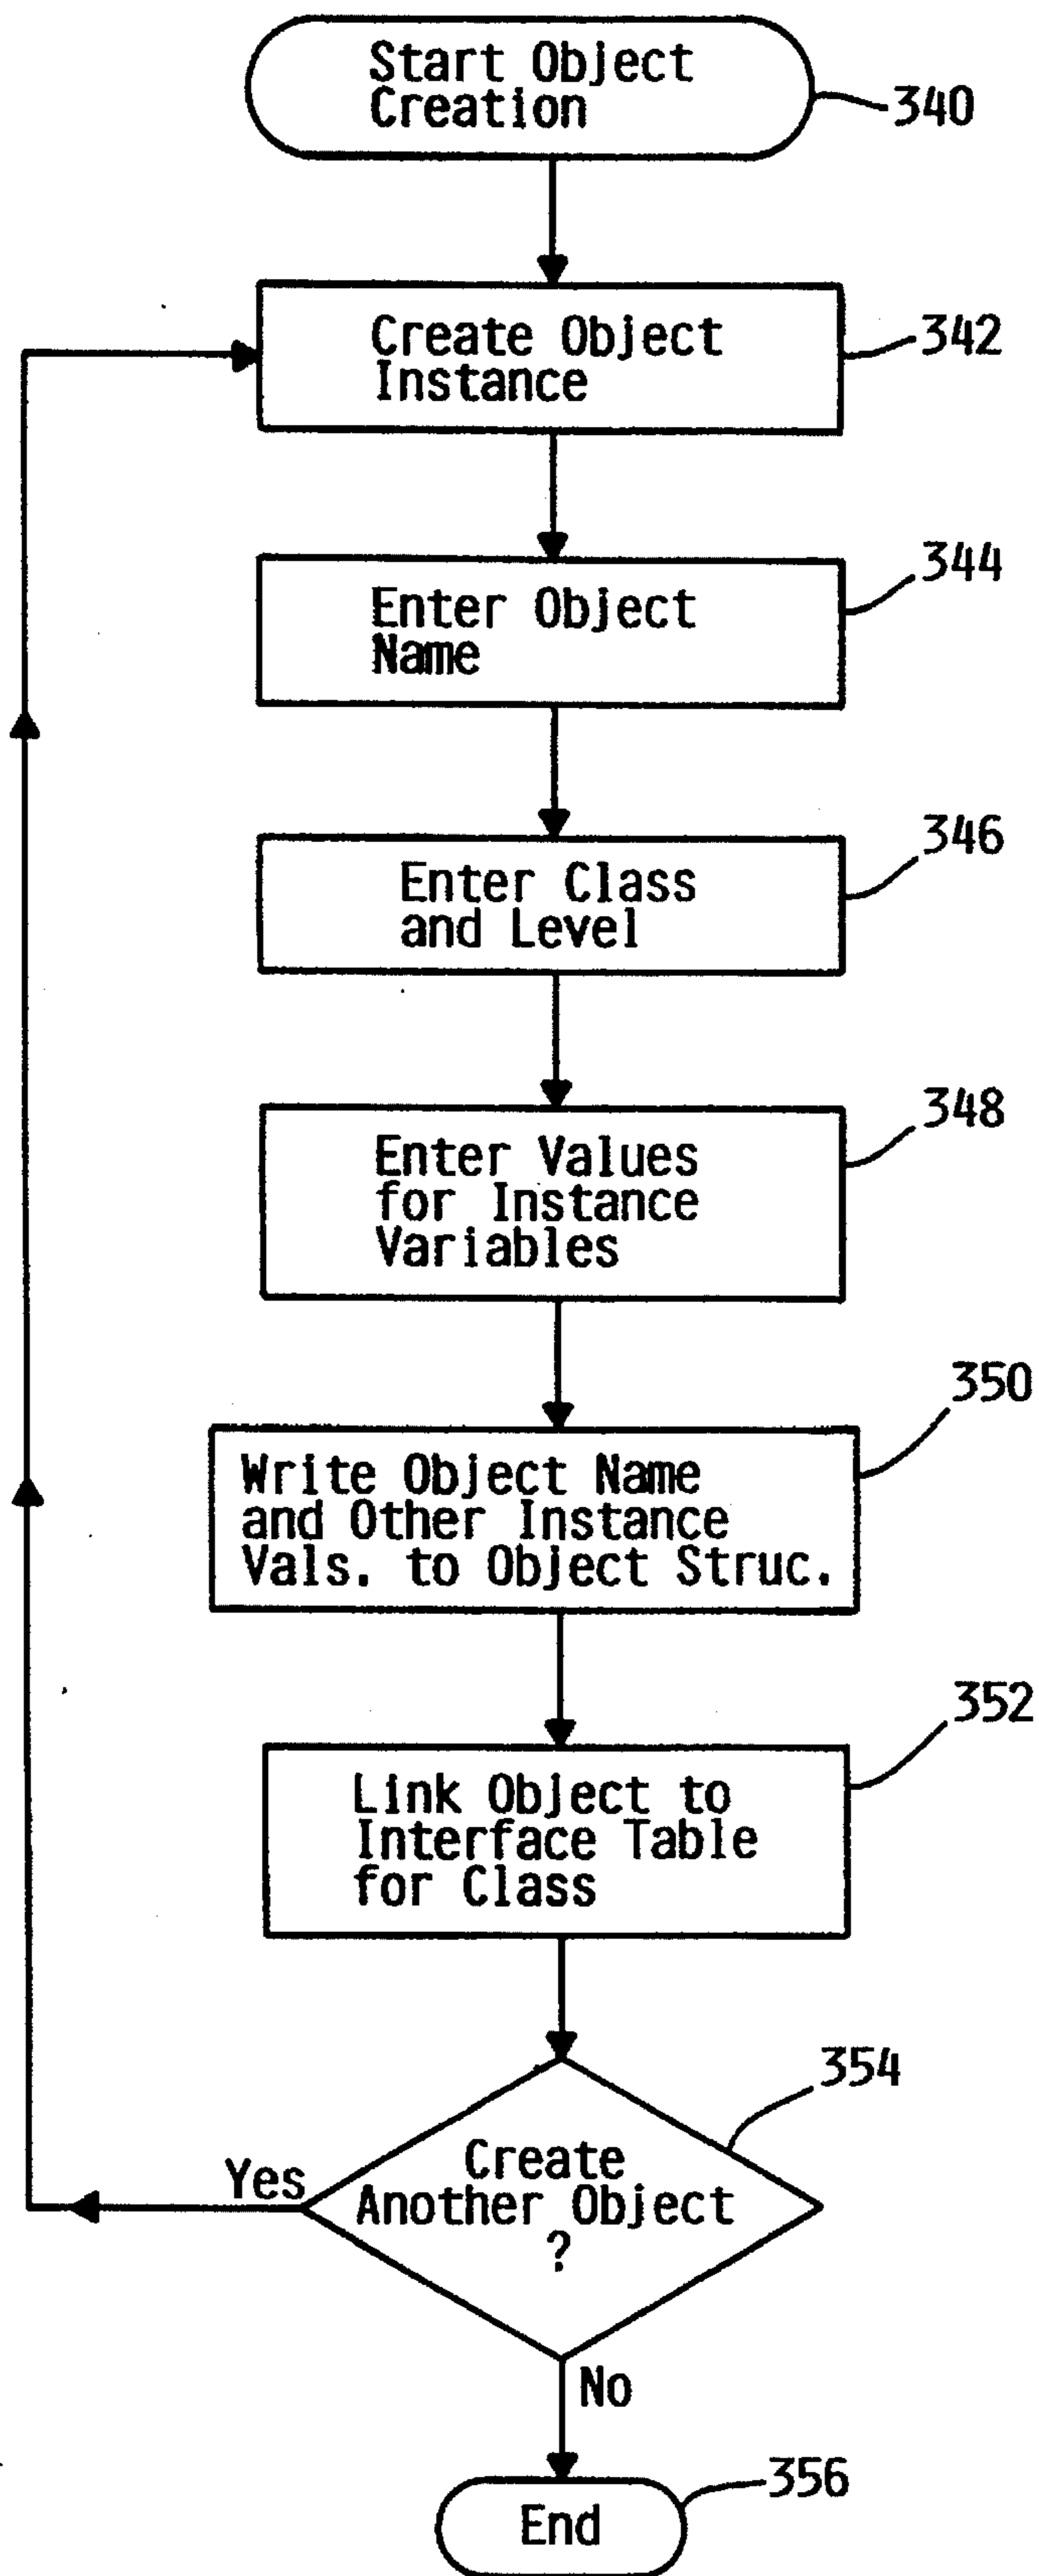 Start Object
Creation
340
Create Object
Instance
342
Enter Object
Name
344
Enter Class
and Level
346
Enter Values
for Instance
Variables
348
Write Object Name
and Other Instance
Vals. to Object Struc.
350
Link Object to
Interface Table
for Class
352
Create
Another Object
?
354
Yes
No
End
356